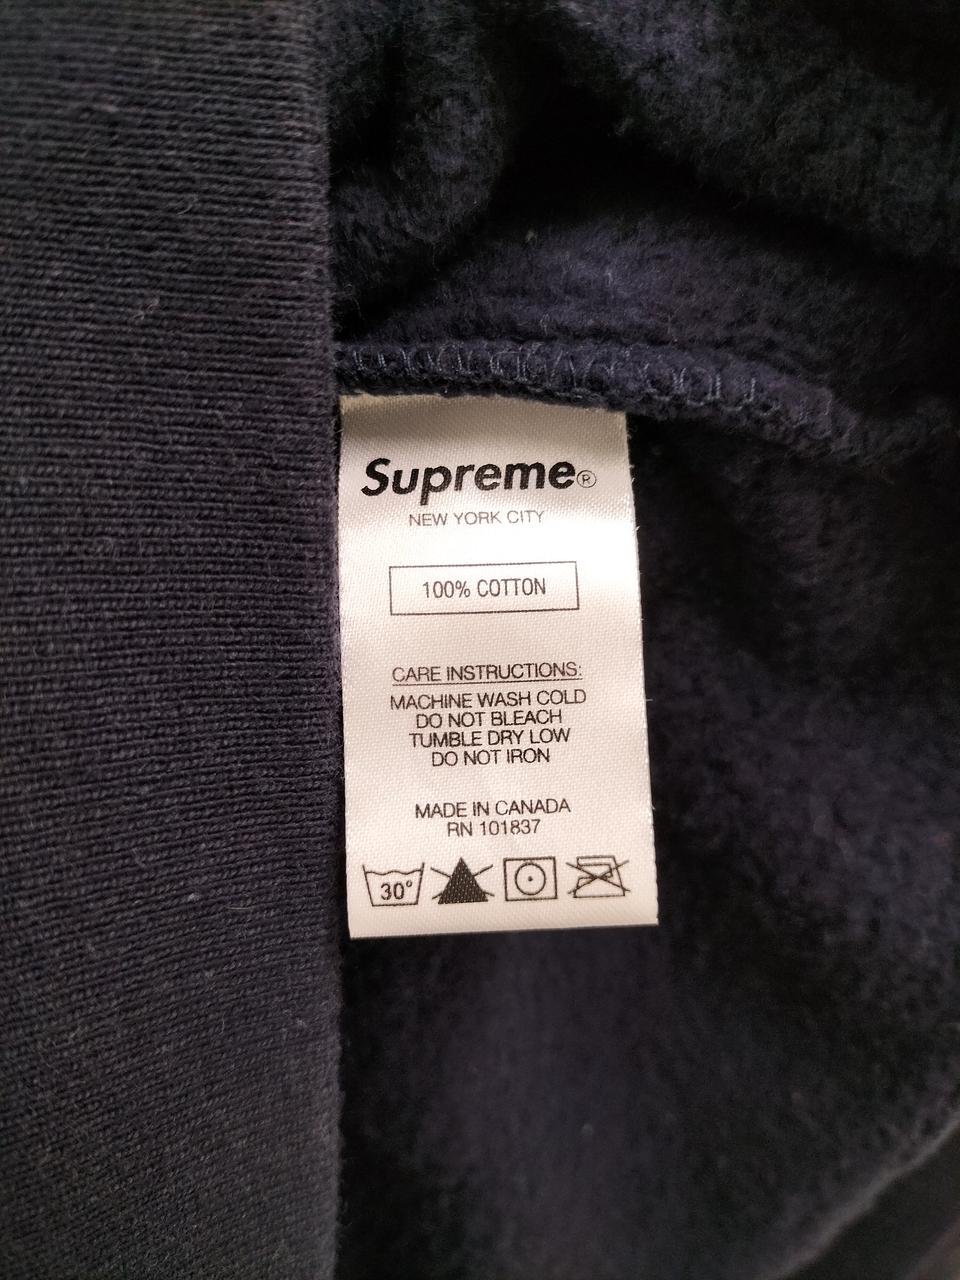 Supreme®
NEW YORK CITY
100% COTTON
CARE INSTRUCTIONS:
MACHINE WASH COLD
DO NOT BLEACH
TUMBLE DRY LOW
DO NOT IRON
MADE IN CANADA
RN 101837
30°